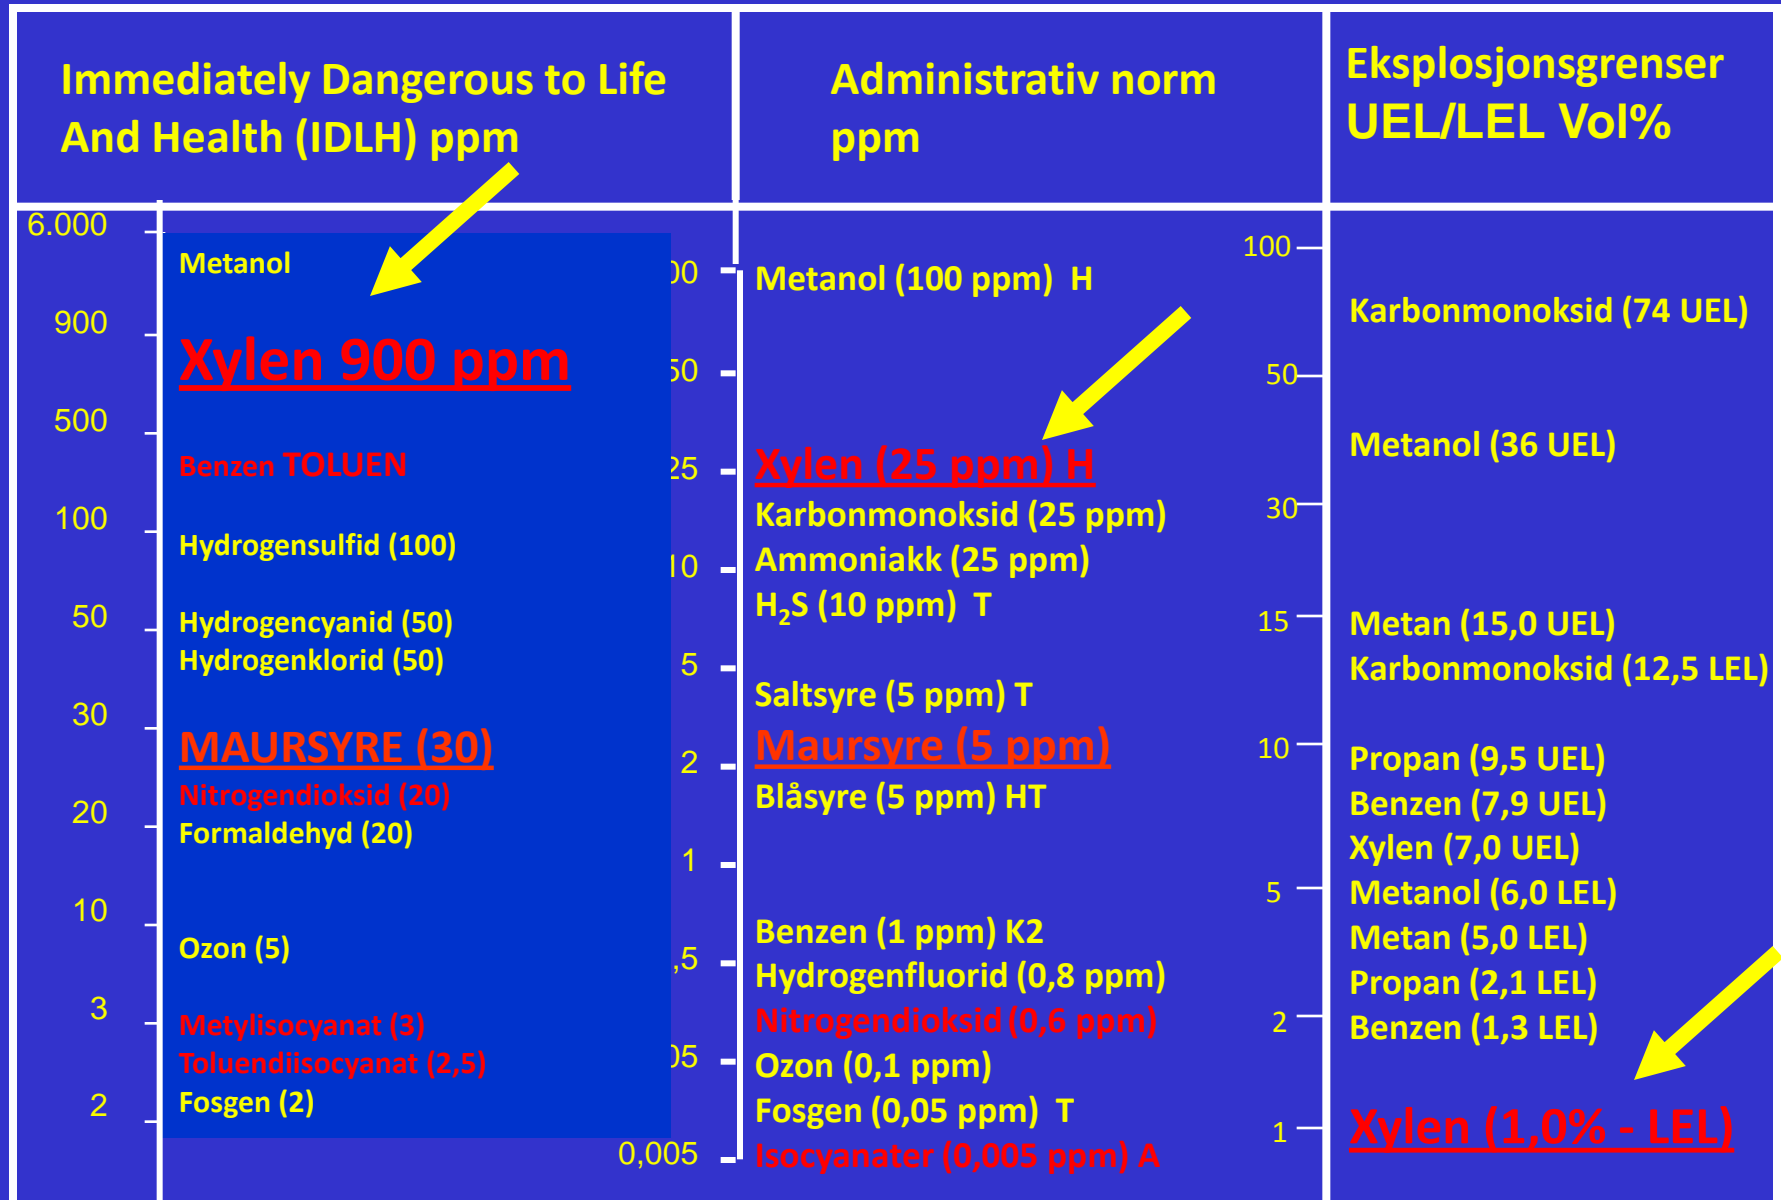 Immediately Dangerous to Life
And Health (IDLH) ppm
Administrativ norm
ppm
Eksplosjonsgrenser
UEL/LEL Vol%
6.000
900
500
100
50
30
20
10
3
2
Metanol
Xylen 900 ppm
Benzen TOLUEN
Hydrogensulfid (100)
Hydrogencyanid (50)
Hydrogenklorid (50)
MAURSYRE (30)
Nitrogendioksid (20)
Formaldehyd (20)
Ozon (5)
Metylisocyanat (3)
Toluendiisocyanat (2,5)
Fosgen (2)
00
50
25
10
5
2
1
,5
05
0,005
Metanol (100 ppm) H
Xylen (25 ppm) H
Karbonmonoksid (25 ppm)
Ammoniakk (25 ppm)
H₂S (10 ppm) T
Saltsyre (5 ppm) T
Maursyre (5 ppm)
Blåsyre (5 ppm) HT
Benzen (1 ppm) K2
Hydrogenfluorid (0,8 ppm)
Nitrogendioksid (0,6 ppm)
Ozon (0,1 ppm)
Fosgen (0,05 ppm) T
Isocyanater (0,005 ppm) A
100
50
30
15
10
5
2
1
Karbonmonoksid (74 UEL)
Metanol (36 UEL)
Metan (15,0 UEL)
Karbonmonoksid (12,5 LEL)
Propan (9,5 UEL)
Benzen (7,9 UEL)
Xylen (7,0 UEL)
Metanol (6,0 LEL)
Metan (5,0 LEL)
Propan (2,1 LEL)
Benzen (1,3 LEL)
Xylen (1,0% - LEL)